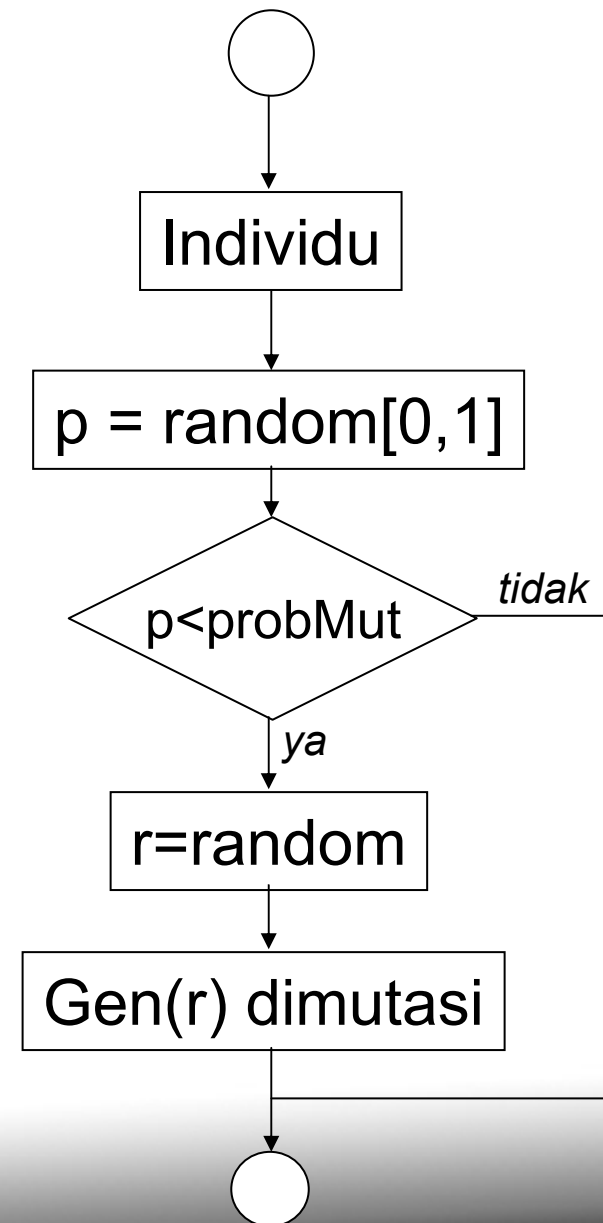 Individu
p = random[0,1]
p<probMut
tidak
ya
r=random
Gen(r) dimutasi